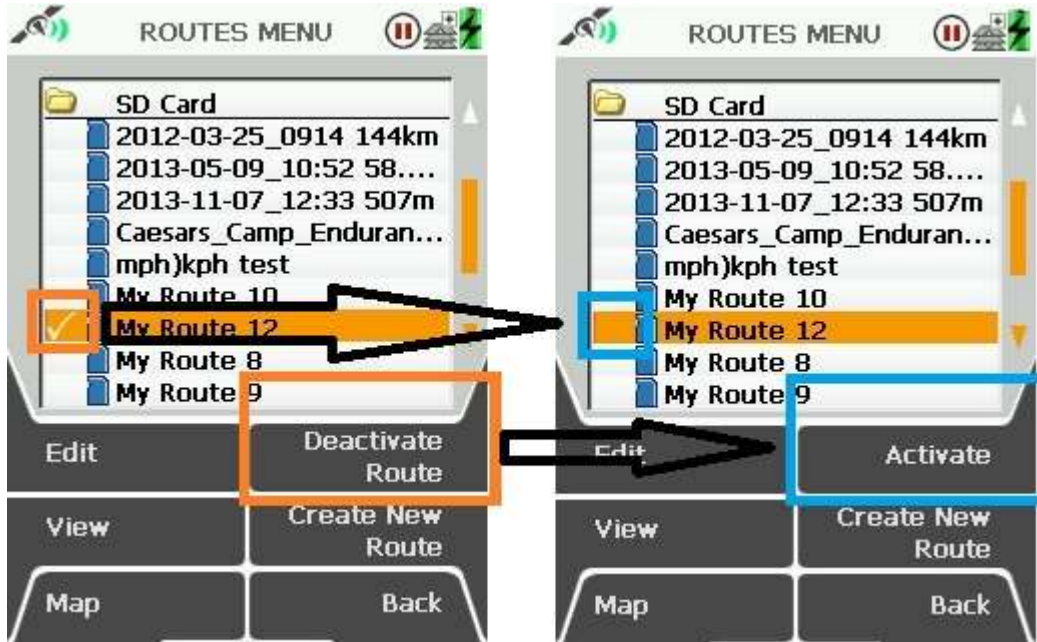 ROUTES MENU
SD Card
2012-03-25_0914 144km
2013-05-09_10:52 58....
2013-11-07_12:33 507m
Caesars_Camp_Enduran...
mph)kph test
My Route 10
My Route 12
My Route 8
My Route 9
Edit
Deactivate
Route
View
Create New
Route
Map
Back
ROUTES MENU
SD Card
2012-03-25_0914 144km
2013-05-09_10:52 58....
2013-11-07_12:33 507m
Caesars_Camp_Enduran...
mph)kph test
My Route 10
My Route 12
My Route 8
My Route 9
Edit
Activate
View
Create New
Route
Map
Back